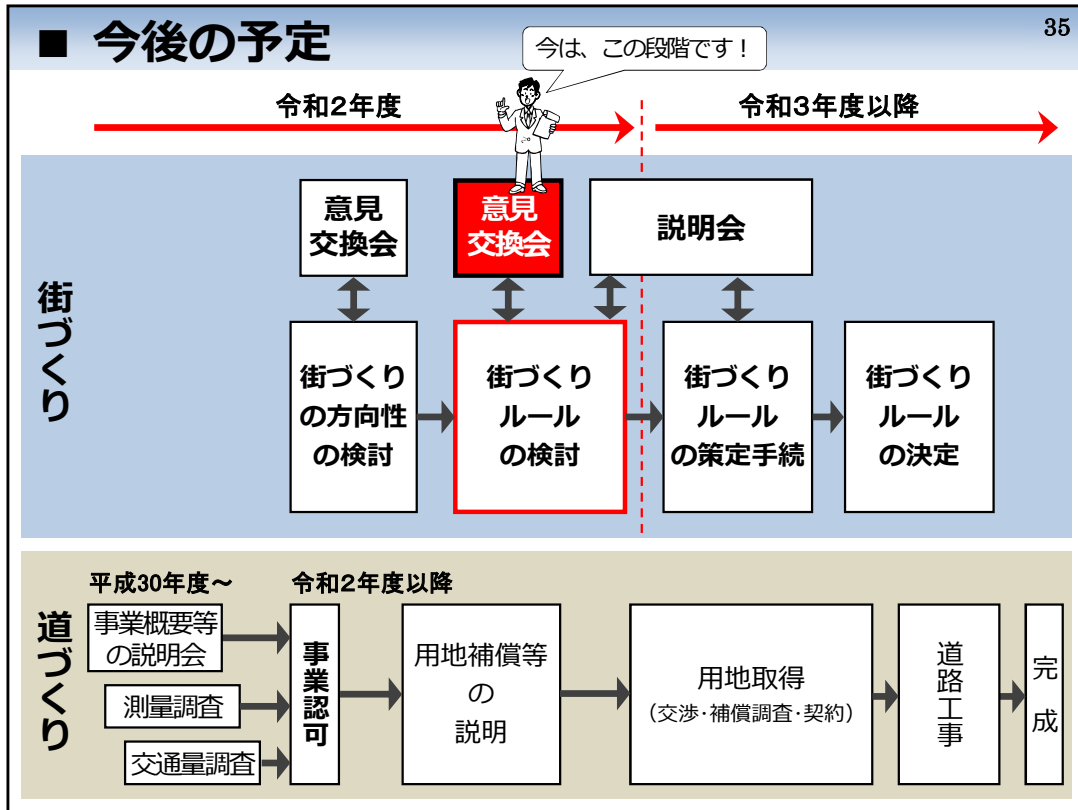 ■ 今後の予定
35
今は、この段階です！
令和2年度
令和3年度以降
街づくり
意見
交換会
意見
交換会
説明会
街づくり
の方向性
の検討
街づくり
ルール
の検討
街づくり
ルール
の策定手続
街づくり
ルール
の決定
道づくり
平成30年度～
令和2年度以降
事業概要等
の説明会
測量調査
交通量調査
事業認可
用地補償等
の
説明
用地取得
（交渉・補償調査・契約）
道路工事
完成